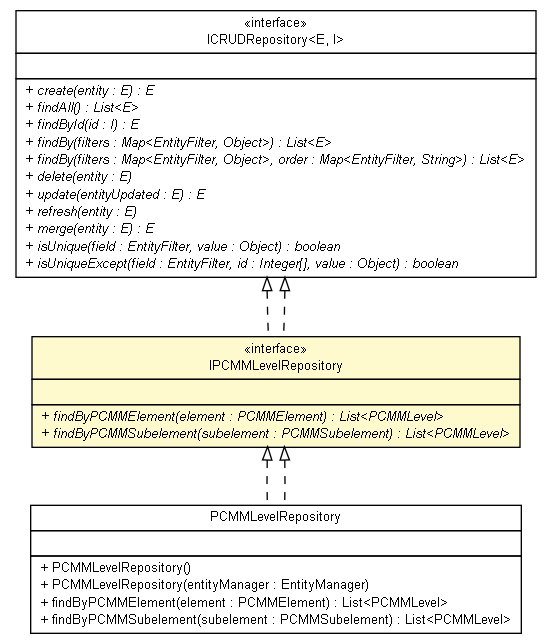 «interface»
ICRUDRepository<E, I>
+ create(entity : E) : E
+ findAll() : List<E>
+ findById(id : I) : E
+ findBy(filters : Map<EntityFilter, Object>) : List<E>
+ findBy(filters : Map<EntityFilter, Object>, order : Map<EntityFilter, String>) : List<E>
+ delete(entity : E)
+ update(entityUpdated : E) : E
+ refresh(entity : E)
+ merge(entity : E) : E
+ isUnique(field : EntityFilter, value : Object) : boolean
+ isUniqueExcept(field : EntityFilter, id : Integer[], value : Object) : boolean
«interface»
IPCMMLevelRepository
+ findByPCMMElement(element : PCMMElement) : List<PCMMLevel>
+ findByPCMMSubelement(subelement : PCMMSubelement) : List<PCMMLevel>
PCMMLevelRepository
+ PCMMLevelRepository()
+ PCMMLevelRepository(entityManager : EntityManager)
+ findByPCMMElement(element : PCMMElement) : List<PCMMLevel>
+ findByPCMMSubelement(subelement : PCMMSubelement) : List<PCMMLevel>